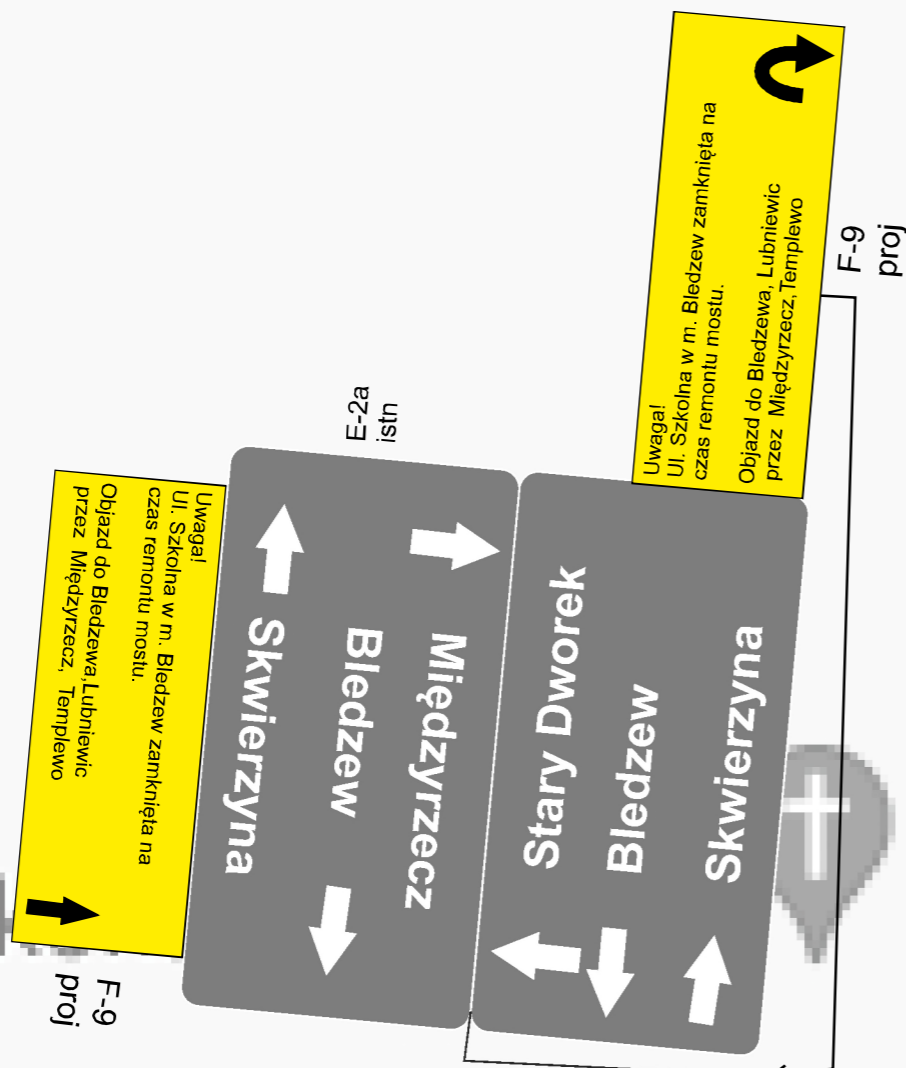 Uwaga!
Ul. Szkolna w m. Bledzew zamknięta na
czas remontu mostu.
Objazd do Bledzewa, Lubniewic
przez Międzyrzecz,Templewo
F-9
proj
E-2a
istn
Stary Dworek
Bledzew
Skwierzyna
Skwierzyna
Bledzew
Międzyrzecz
Uwaga!
Ul. Szkolna w m. Bledzew zamknięta na
czas remontu mostu.
Objazd do Bledzewa,Lubniewic
przez Międzyrzecz, Templewo
F-9
proj